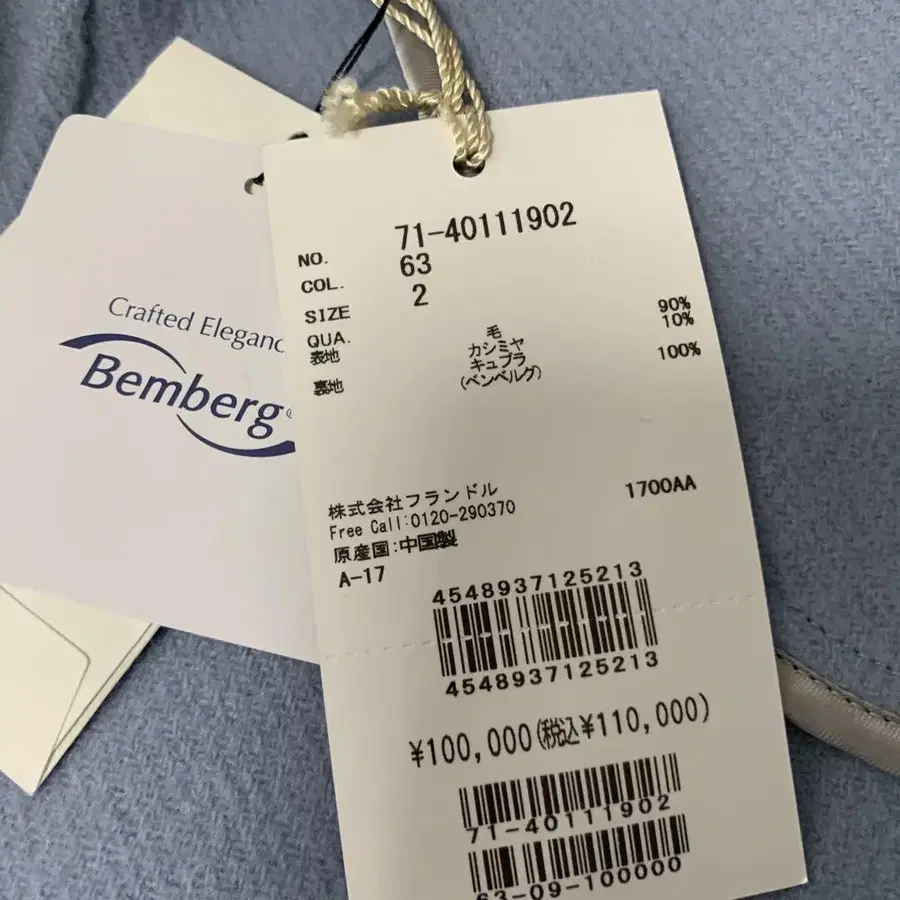 Crafted Eleganc
Bemberg
NO. 71-40111902
COL. 63
SIZE 2
QUA.
表地 毛 90%
カシミヤ 10%
裏地 キュプラ 100%
(ベンベルグ)
株式会社フランドル 1700AA
Free Call:0120-290370
原産国:中国製
A-17
4548937125213
4548937125213
¥100,000(税込¥110,000)
71-40111902
63-09-100000